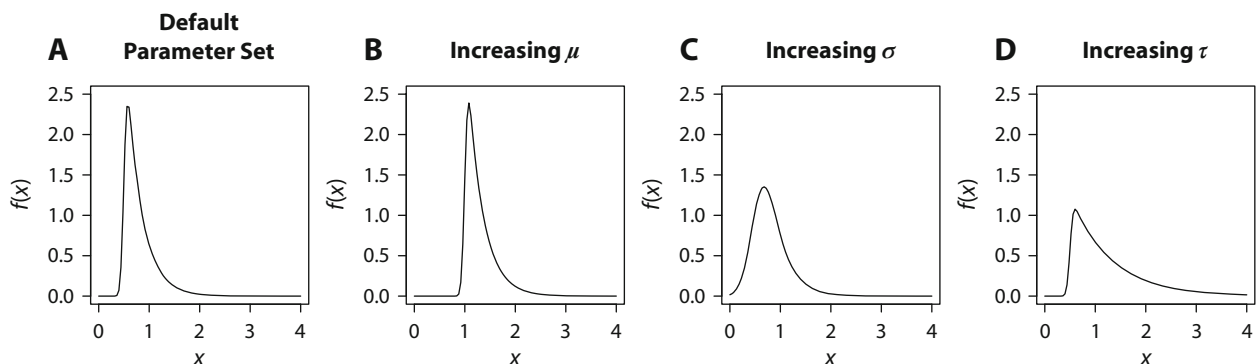 A
Default
Parameter Set
2.5
2.0
1.5
1.0
0.5
0.0
f(x)
0 1 2 3 4
x
B
Increasing μ
2.5
2.0
1.5
1.0
0.5
0.0
f(x)
0 1 2 3 4
x
C
Increasing σ
2.5
2.0
1.5
1.0
0.5
0.0
f(x)
0 1 2 3 4
x
D
Increasing τ
2.5
2.0
1.5
1.0
0.5
0.0
f(x)
0 1 2 3 4
x